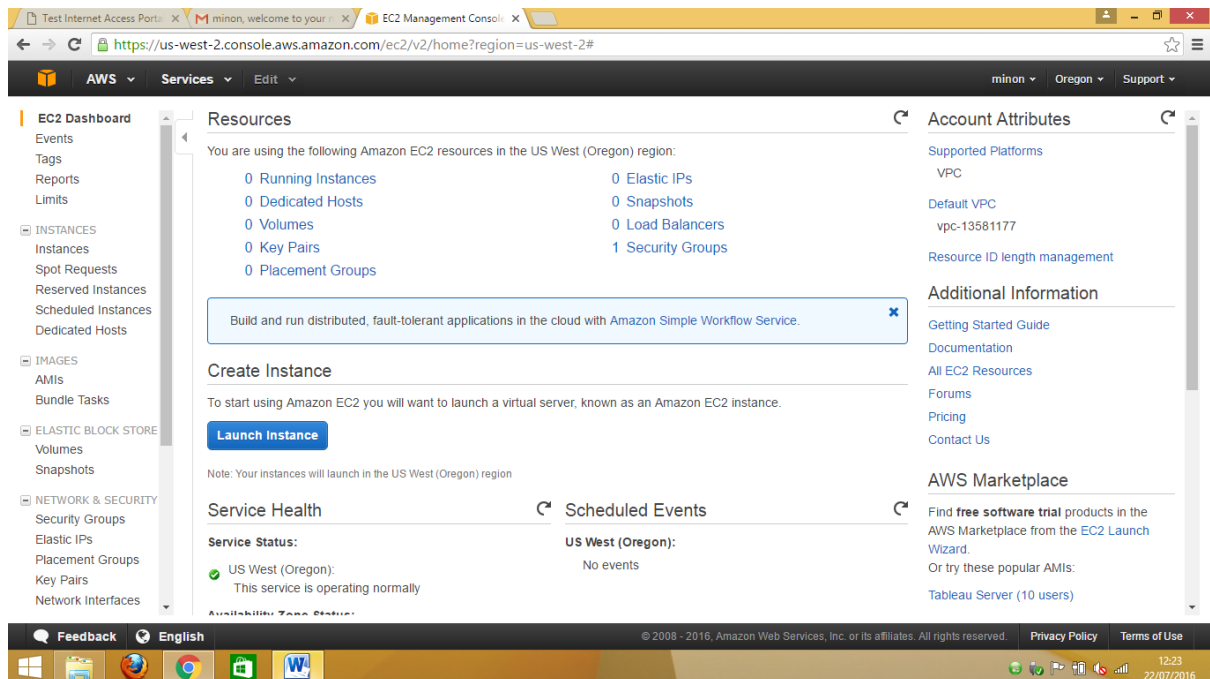 Test Internet Access Porta
minon, welcome to your n
EC2 Management Console
https://us-west-2.console.aws.amazon.com/ec2/v2/home?region=us-west-2#
AWS Services Edit minon Oregon Support
EC2 Dashboard
Events
Tags
Reports
Limits
INSTANCES
Instances
Spot Requests
Reserved Instances
Scheduled Instances
Dedicated Hosts
IMAGES
AMIs
Bundle Tasks
ELASTIC BLOCK STORE
Volumes
Snapshots
NETWORK & SECURITY
Security Groups
Elastic IPs
Placement Groups
Key Pairs
Network Interfaces
Resources
You are using the following Amazon EC2 resources in the US West (Oregon) region:
0 Running Instances
0 Dedicated Hosts
0 Volumes
0 Key Pairs
0 Placement Groups
0 Elastic IPs
0 Snapshots
0 Load Balancers
1 Security Groups
Build and run distributed, fault-tolerant applications in the cloud with Amazon Simple Workflow Service.
Create Instance
To start using Amazon EC2 you will want to launch a virtual server, known as an Amazon EC2 instance.
Launch Instance
Note: Your instances will launch in the US West (Oregon) region
Service Health
Service Status:
US West (Oregon):
This service is operating normally
Availability Zone Status:
Scheduled Events
US West (Oregon):
No events
Account Attributes
Supported Platforms
VPC
Default VPC
vpc-13581177
Resource ID length management
Additional Information
Getting Started Guide
Documentation
All EC2 Resources
Forums
Pricing
Contact Us
AWS Marketplace
Find free software trial products in the
AWS Marketplace from the EC2 Launch
Wizard.
Or try these popular AMIs:
Tableau Server (10 users)
Feedback English © 2008 - 2016, Amazon Web Services, Inc. or its affiliates. All rights reserved. Privacy Policy Terms of Use
12:23
22/07/2016